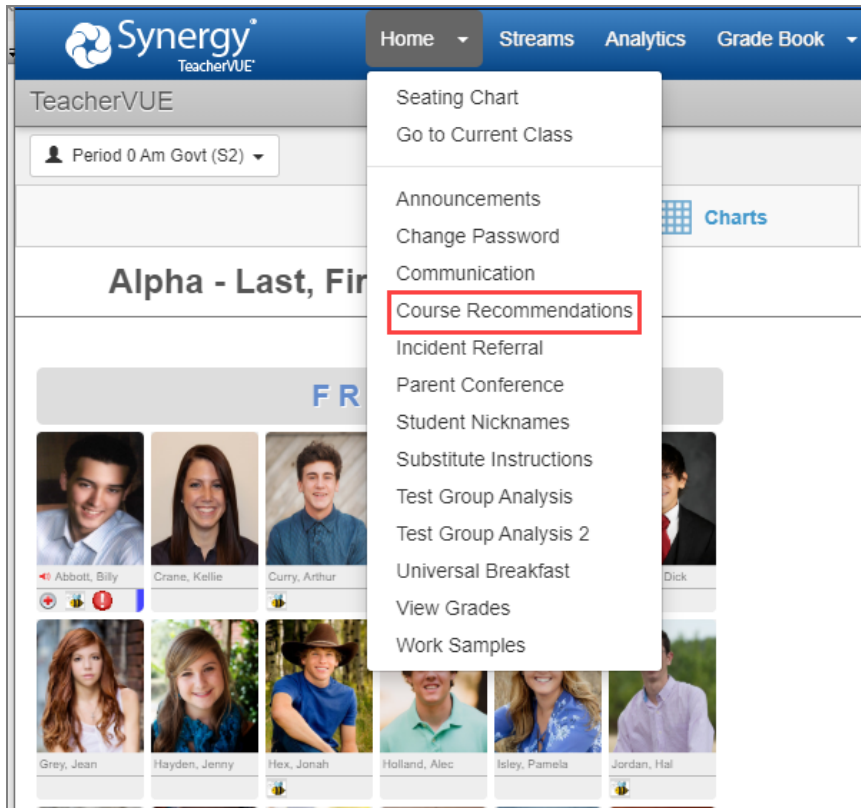 Synergy
TeacherVUE
Home
Streams
Analytics
Grade Book
TeacherVUE
Seating Chart
Go to Current Class
Period 0 Am Govt (S2)
Announcements
Charts
Change Password
Communication
Alpha - Last, Fir
Course Recommendations
Incident Referral
Parent Conference
F R
Student Nicknames
Substitute Instructions
Test Group Analysis
Test Group Analysis 2
Universal Breakfast
View Grades
Work Samples
Abbott, Billy
Crane, Kellie
Curry, Arthur
Dick
Grey, Jean
Hayden, Jenny
Hex, Jonah
Holland, Alec
Isley, Pamela
Jordan, Hal